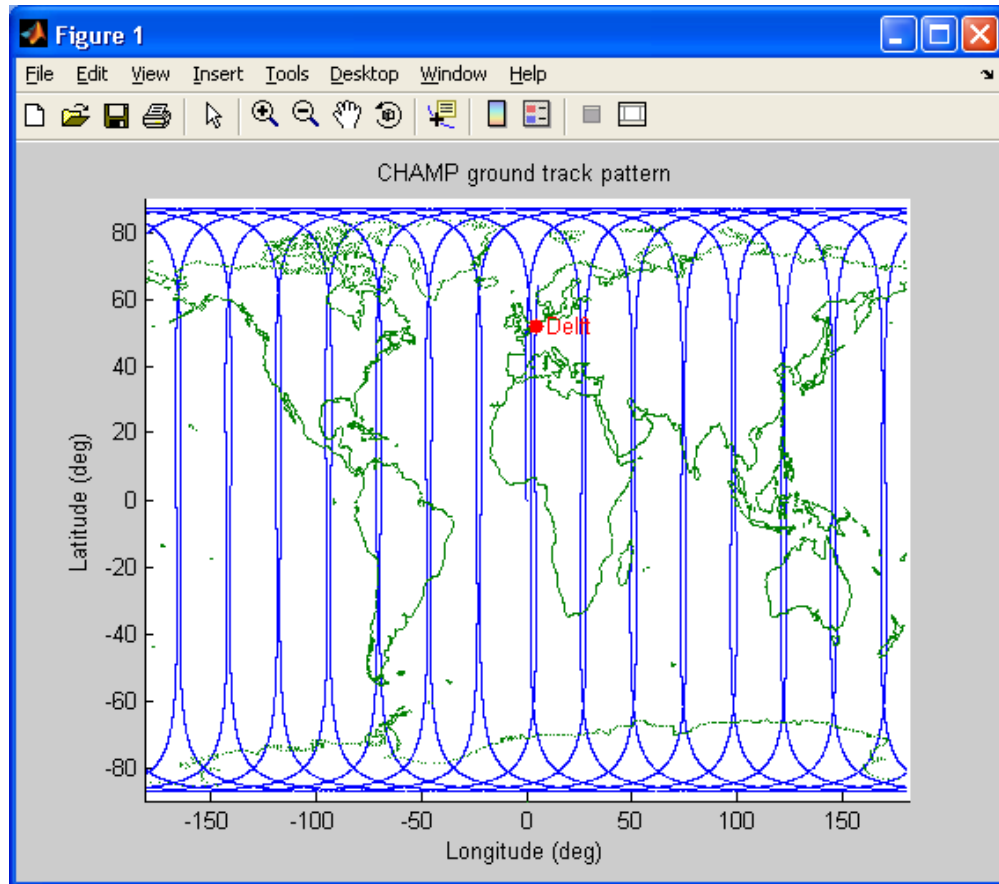 Figure 1
File Edit View Insert Tools Desktop Window Help
CHAMP ground track pattern
80
60
40
20
0
-20
-40
-60
-80
Latitude (deg)
Delft
-150 -100 -50 0 50 100 150
Longitude (deg)